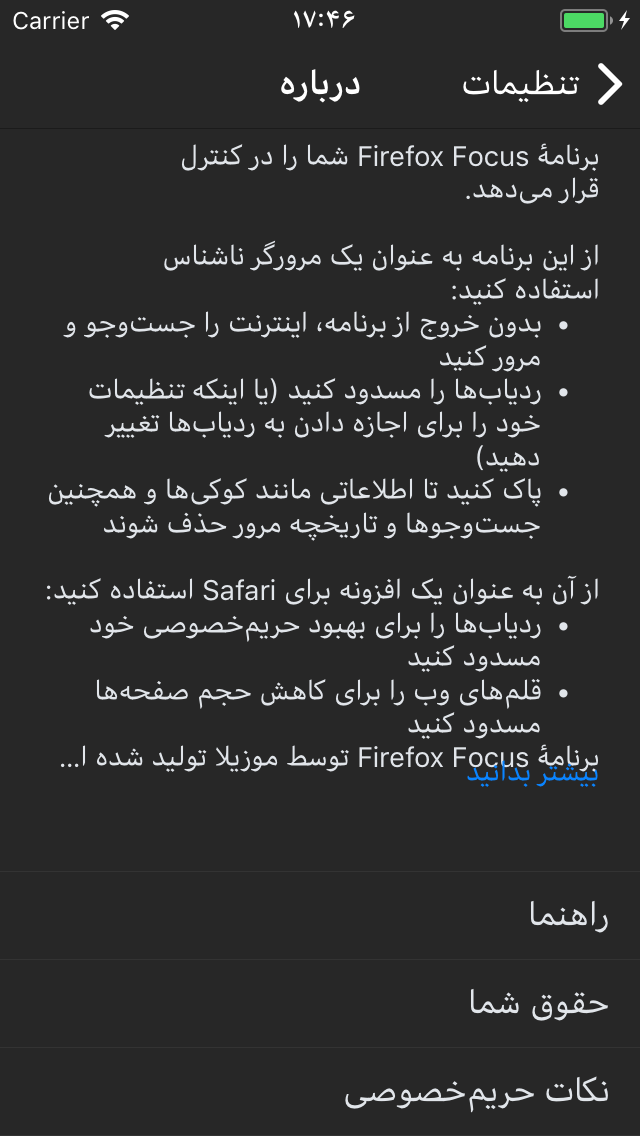 Carrier ۱۷:۴۶
تنظیمات
درباره
برنامهٔ Firefox Focus شما را در کنترل
قرار می‌دهد.
از این برنامه به عنوان یک مرورگر ناشناس
استفاده کنید:
• بدون خروج از برنامه، اینترنت را جست‌وجو و
مرور کنید
• ردیاب‌ها را مسدود کنید (یا اینکه تنظیمات
خود را برای اجازه دادن به ردیاب‌ها تغییر
دهید)
• پاک کنید تا اطلاعاتی مانند کوکی‌ها و همچنین
جست‌وجوها و تاریخچه مرور حذف شوند
از آن به عنوان یک افزونه برای Safari استفاده کنید:
• ردیاب‌ها را برای بهبود حریم‌خصوصی خود
مسدود کنید
• قلم‌های وب را برای کاهش حجم صفحه‌ها
مسدود کنید
برنامهٔ Firefox Focus توسط موزیلا تولید شده ا...
بیشتر بدانید
راهنما
حقوق شما
نکات حریم‌خصوصی